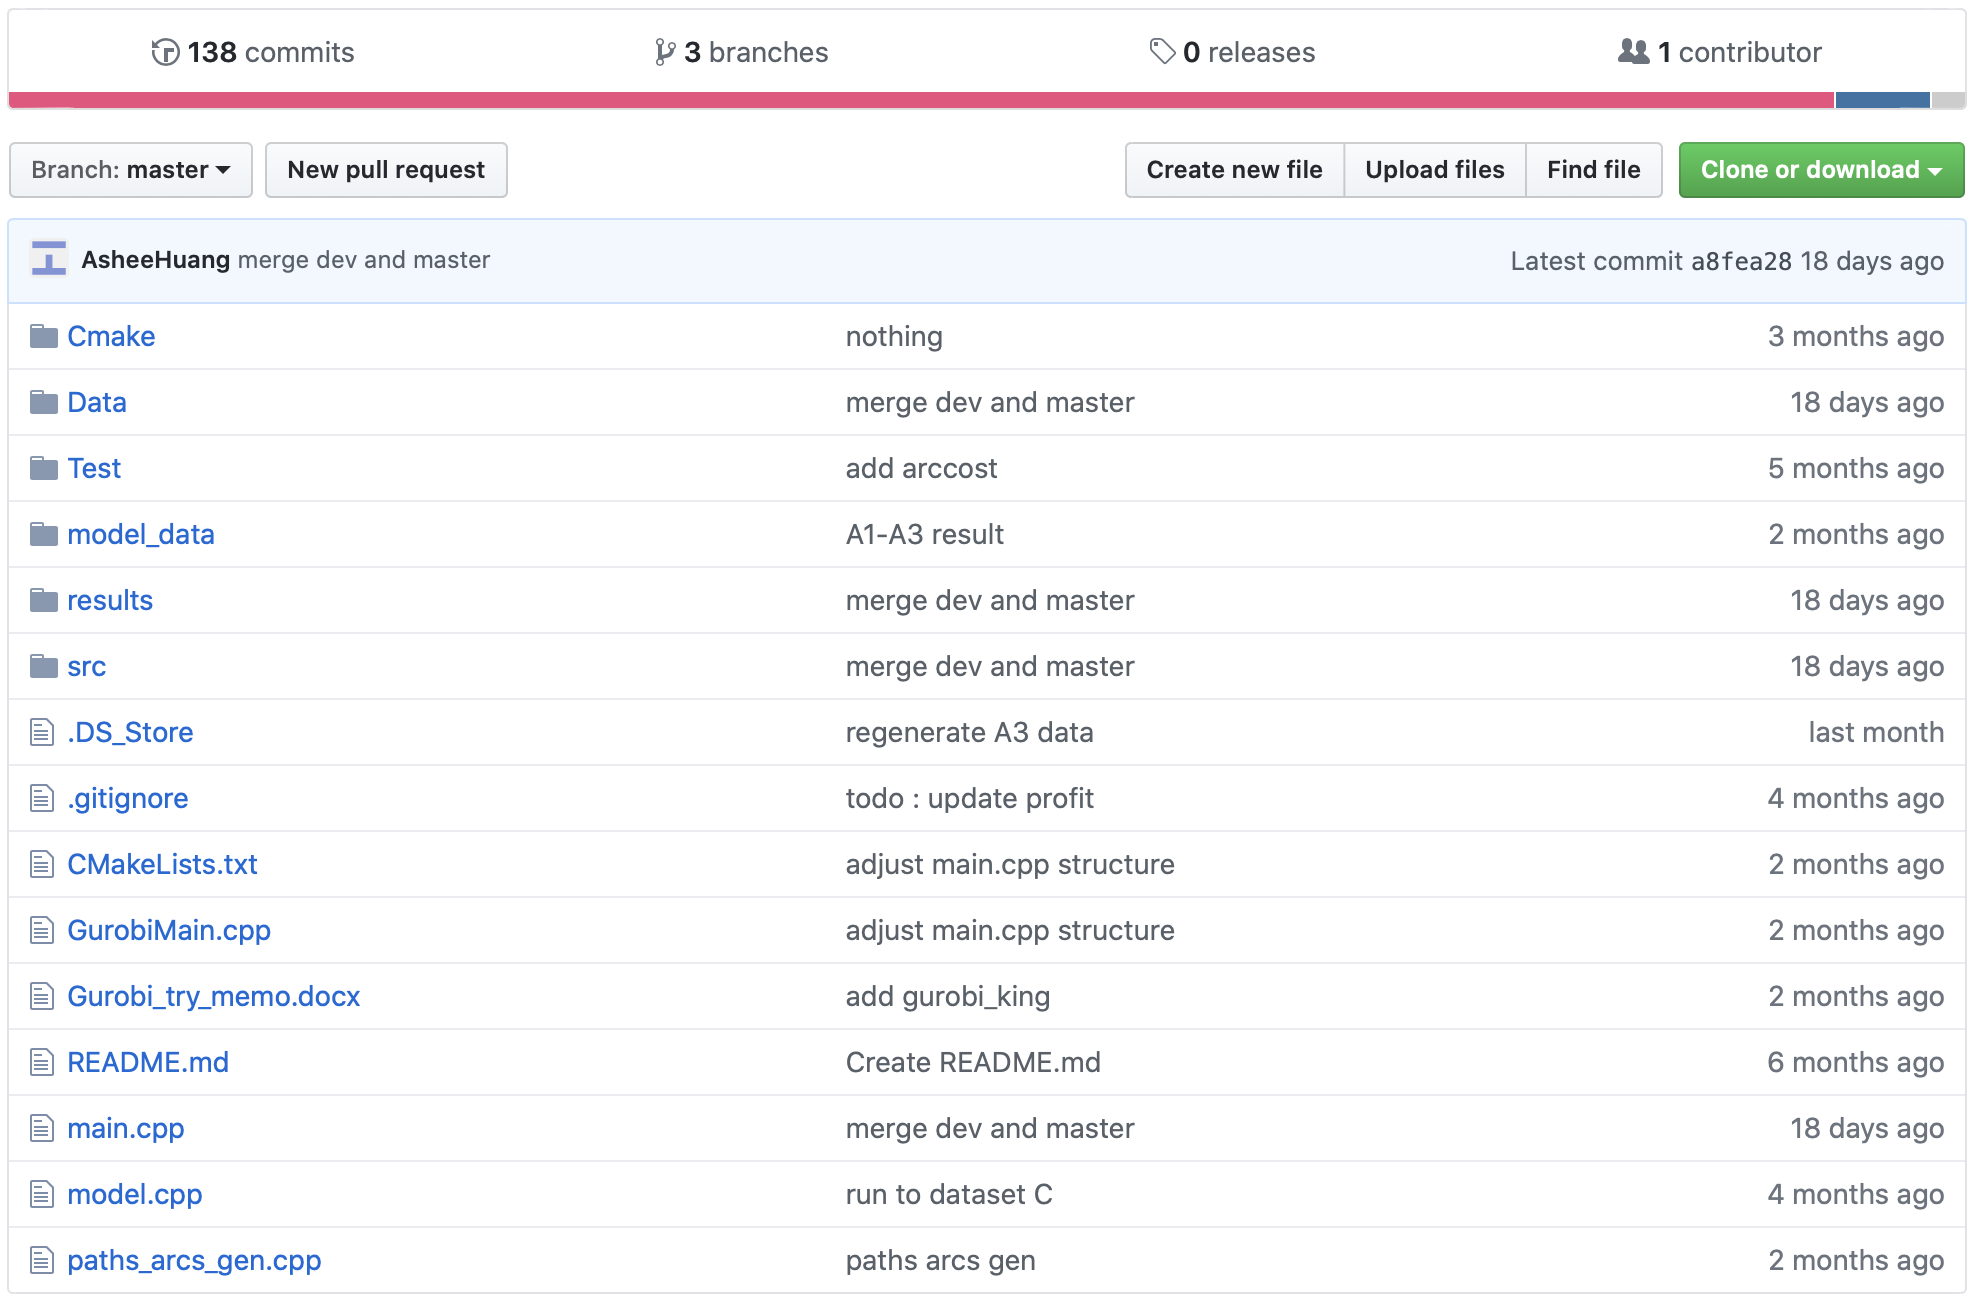 138 commits 3 branches 0 releases 1 contributor
Branch: master New pull request Create new file Upload files Find file Clone or download
AsheeHuang merge dev and master Latest commit a8fea28 18 days ago
Cmake nothing 3 months ago
Data merge dev and master 18 days ago
Test add arccost 5 months ago
model_data A1-A3 result 2 months ago
results merge dev and master 18 days ago
src merge dev and master 18 days ago
.DS_Store regenerate A3 data last month
.gitignore todo : update profit 4 months ago
CMakeLists.txt adjust main.cpp structure 2 months ago
GurobiMain.cpp adjust main.cpp structure 2 months ago
Gurobi_try_memo.docx add gurobi_king 2 months ago
README.md Create README.md 6 months ago
main.cpp merge dev and master 18 days ago
model.cpp run to dataset C 4 months ago
paths_arcs_gen.cpp paths arcs gen 2 months ago